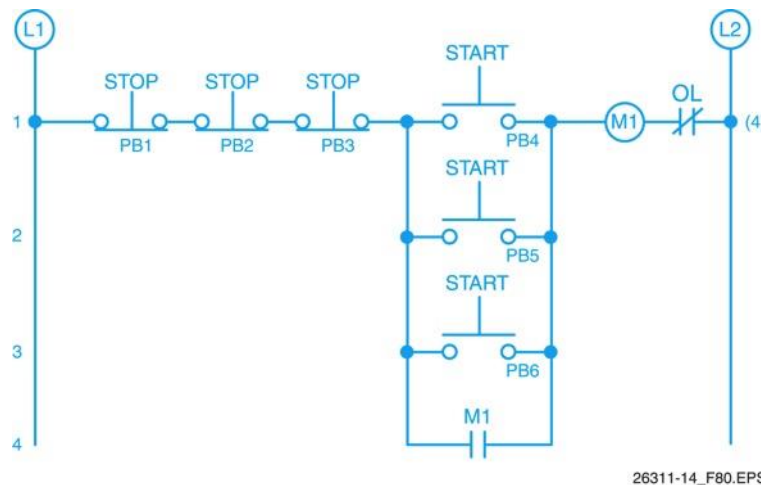 L1 L2
START
STOP STOP STOP
OL
1 PB1 PB2 PB3 PB4 M1 (4
START
2
PB5
START
3
PB6
M1
4
26311-14_F80.EPS